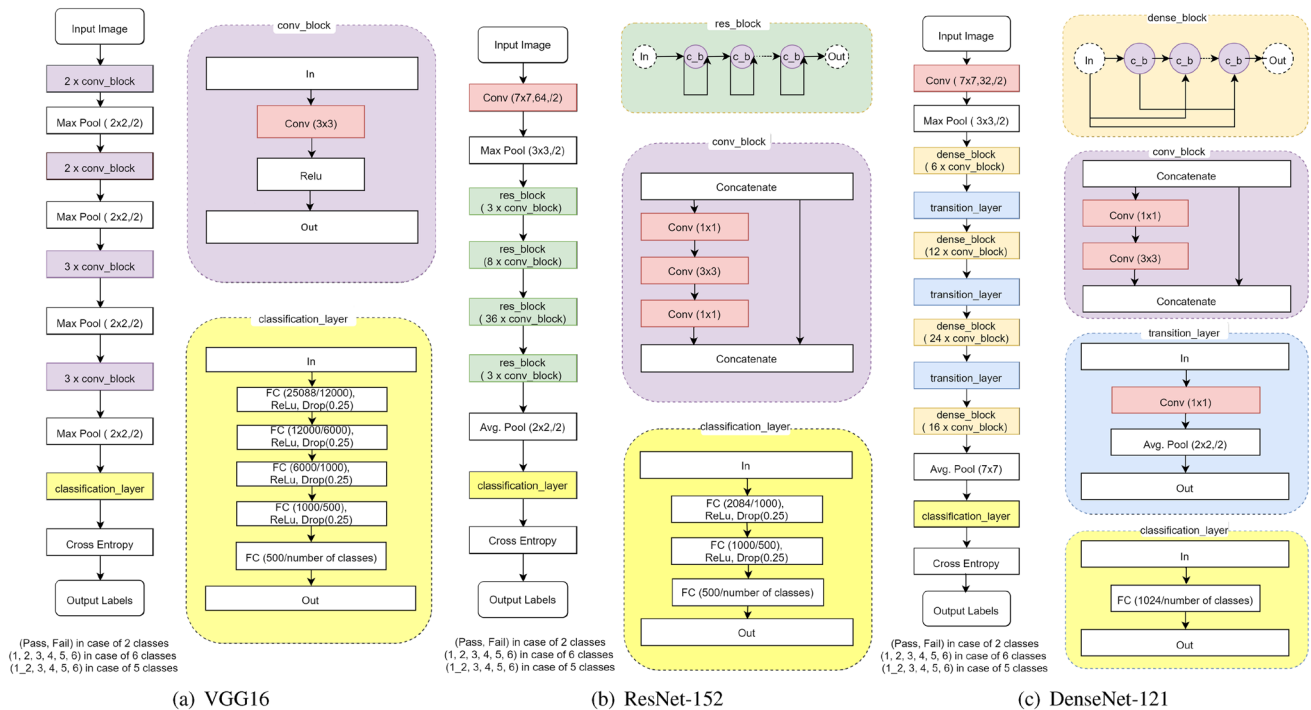 Input Image
2 x conv_block
Max Pool ( 2x2,/2)
2 x conv_block
Max Pool ( 2x2,/2)
3 x conv_block
Max Pool ( 2x2,/2)
3 x conv_block
Max Pool ( 2x2,/2)
classification_layer
Cross Entropy
Output Labels
(Pass, Fail) in case of 2 classes
(1, 2, 3, 4, 5, 6) in case of 6 classes
(1_2, 3, 4, 5, 6) in case of 5 classes
conv_block
In
Conv (3x3)
Relu
Out
classification_layer
In
FC (25088/12000),
ReLu, Drop(0.25)
FC (12000/6000),
ReLu, Drop(0.25)
FC (6000/1000),
ReLu, Drop(0.25)
FC (1000/500),
ReLu, Drop(0.25)
FC (500/number of classes)
Out
(a) VGG16
Input Image
Conv (7x7,64,/2)
Max Pool (3x3,/2)
res_block
( 3 x conv_block)
res_block
(8 x conv_block)
res_block
( 36 x conv_block)
res_block
( 3 x conv_block)
Avg. Pool (2x2,/2)
classification_layer
Cross Entropy
Output Labels
(Pass, Fail) in case of 2 classes
(1, 2, 3, 4, 5, 6) in case of 6 classes
(1_2, 3, 4, 5, 6) in case of 5 classes
res_block
In
c_b
c_b
c_b
Out
conv_block
Concatenate
Conv (1x1)
Conv (3x3)
Conv (1x1)
Concatenate
classification_layer
In
FC (2084/1000),
ReLu, Drop(0.25)
FC (1000/500),
ReLu, Drop(0.25)
FC (500/number of classes)
Out
(b) ResNet-152
Input Image
Conv ( 7x7,32,/2)
Max Pool ( 3x3,/2)
dense_block
( 6 x conv_block)
transition_layer
dense_block
(12 x conv_block)
transition_layer
dense_block
( 24 x conv_block)
transition_layer
dense_block
( 16 x conv_block)
Avg. Pool (7x7)
classification_layer
Cross Entropy
Output Labels
(Pass, Fail) in case of 2 classes
(1, 2, 3, 4, 5, 6) in case of 6 classes
(1_2, 3, 4, 5, 6) in case of 5 classes
dense_block
In
c_b
c_b
c_b
Out
conv_block
Concatenate
Conv (1x1)
Conv (3x3)
Concatenate
transition_layer
In
Conv (1x1)
Avg. Pool (2x2,/2)
Out
classification_layer
In
FC (1024/number of classes)
Out
(c) DenseNet-121